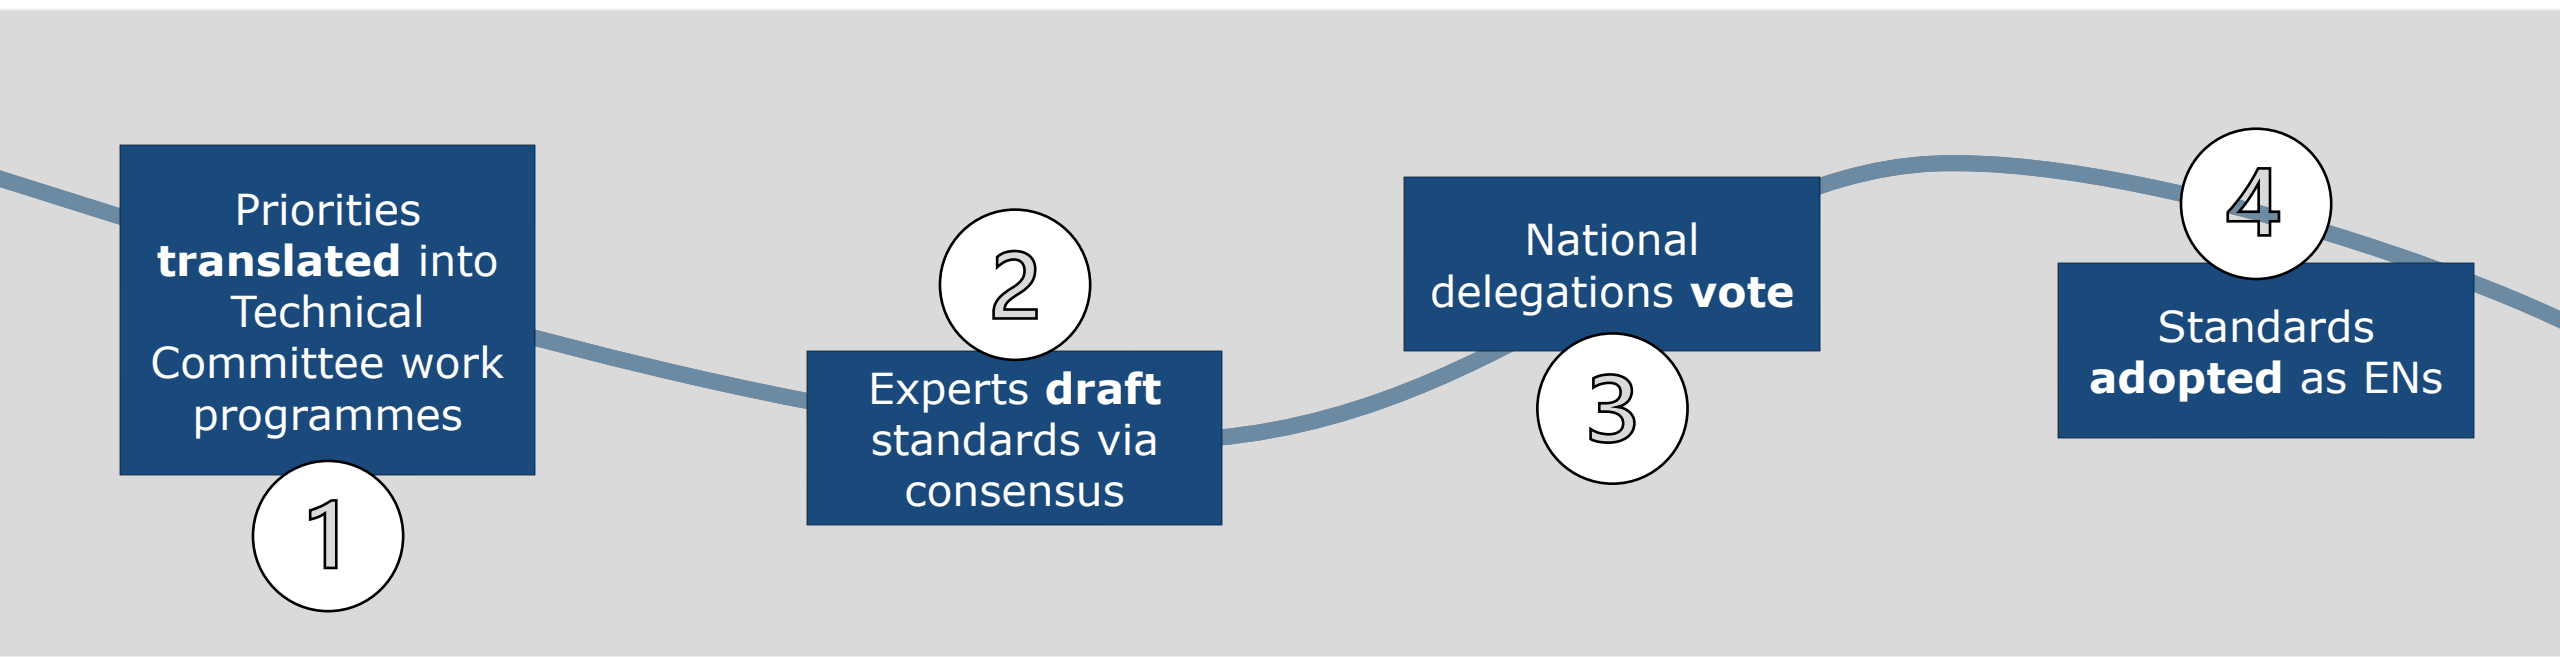 Priorities
translated into
Technical
Committee work
programmes
1
2
Experts draft
standards via
consensus
National
delegations vote
3
4
Standards
adopted as ENs